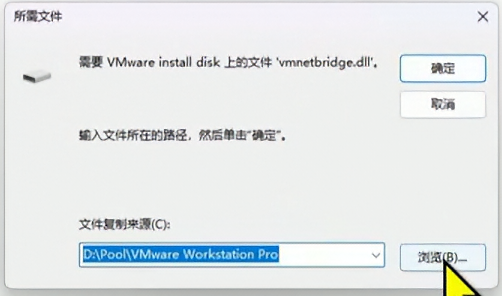 所需文件
需要 VMware install disk 上的文件 'vmnetbridge.dll'。
确定
取消
输入文件所在的路径，然后单击"确定"。
文件复制来源(C):
D:\Pool\VMware Workstation Pro
浏览(B)...